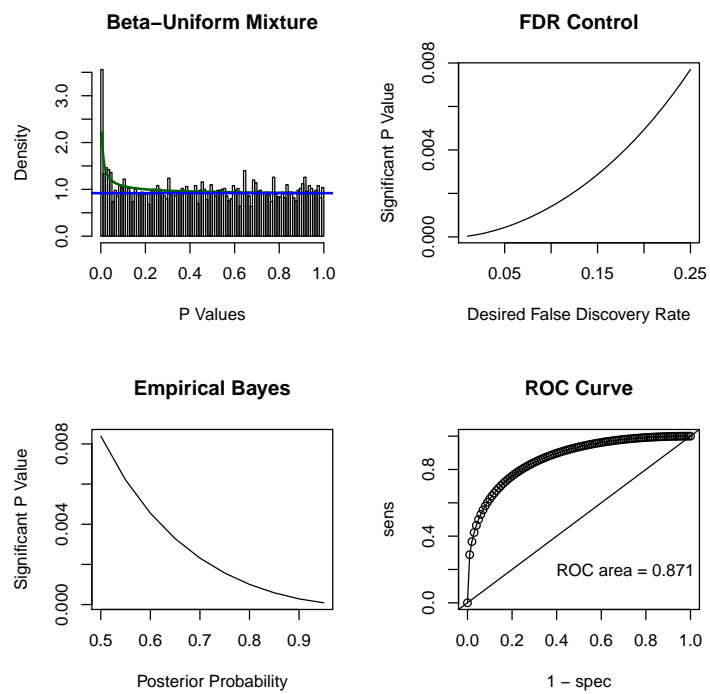 Beta−Uniform Mixture
Density
0.0 1.0 2.0 3.0
0.0 0.2 0.4 0.6 0.8 1.0
P Values
FDR Control
Significant P Value
0.000 0.004 0.008
0.05 0.15 0.25
Desired False Discovery Rate
Empirical Bayes
Significant P Value
0.000 0.004 0.008
0.5 0.6 0.7 0.8 0.9
Posterior Probability
ROC Curve
sens
0.0 0.4 0.8
ROC area = 0.871
0.0 0.2 0.4 0.6 0.8 1.0
1 − spec